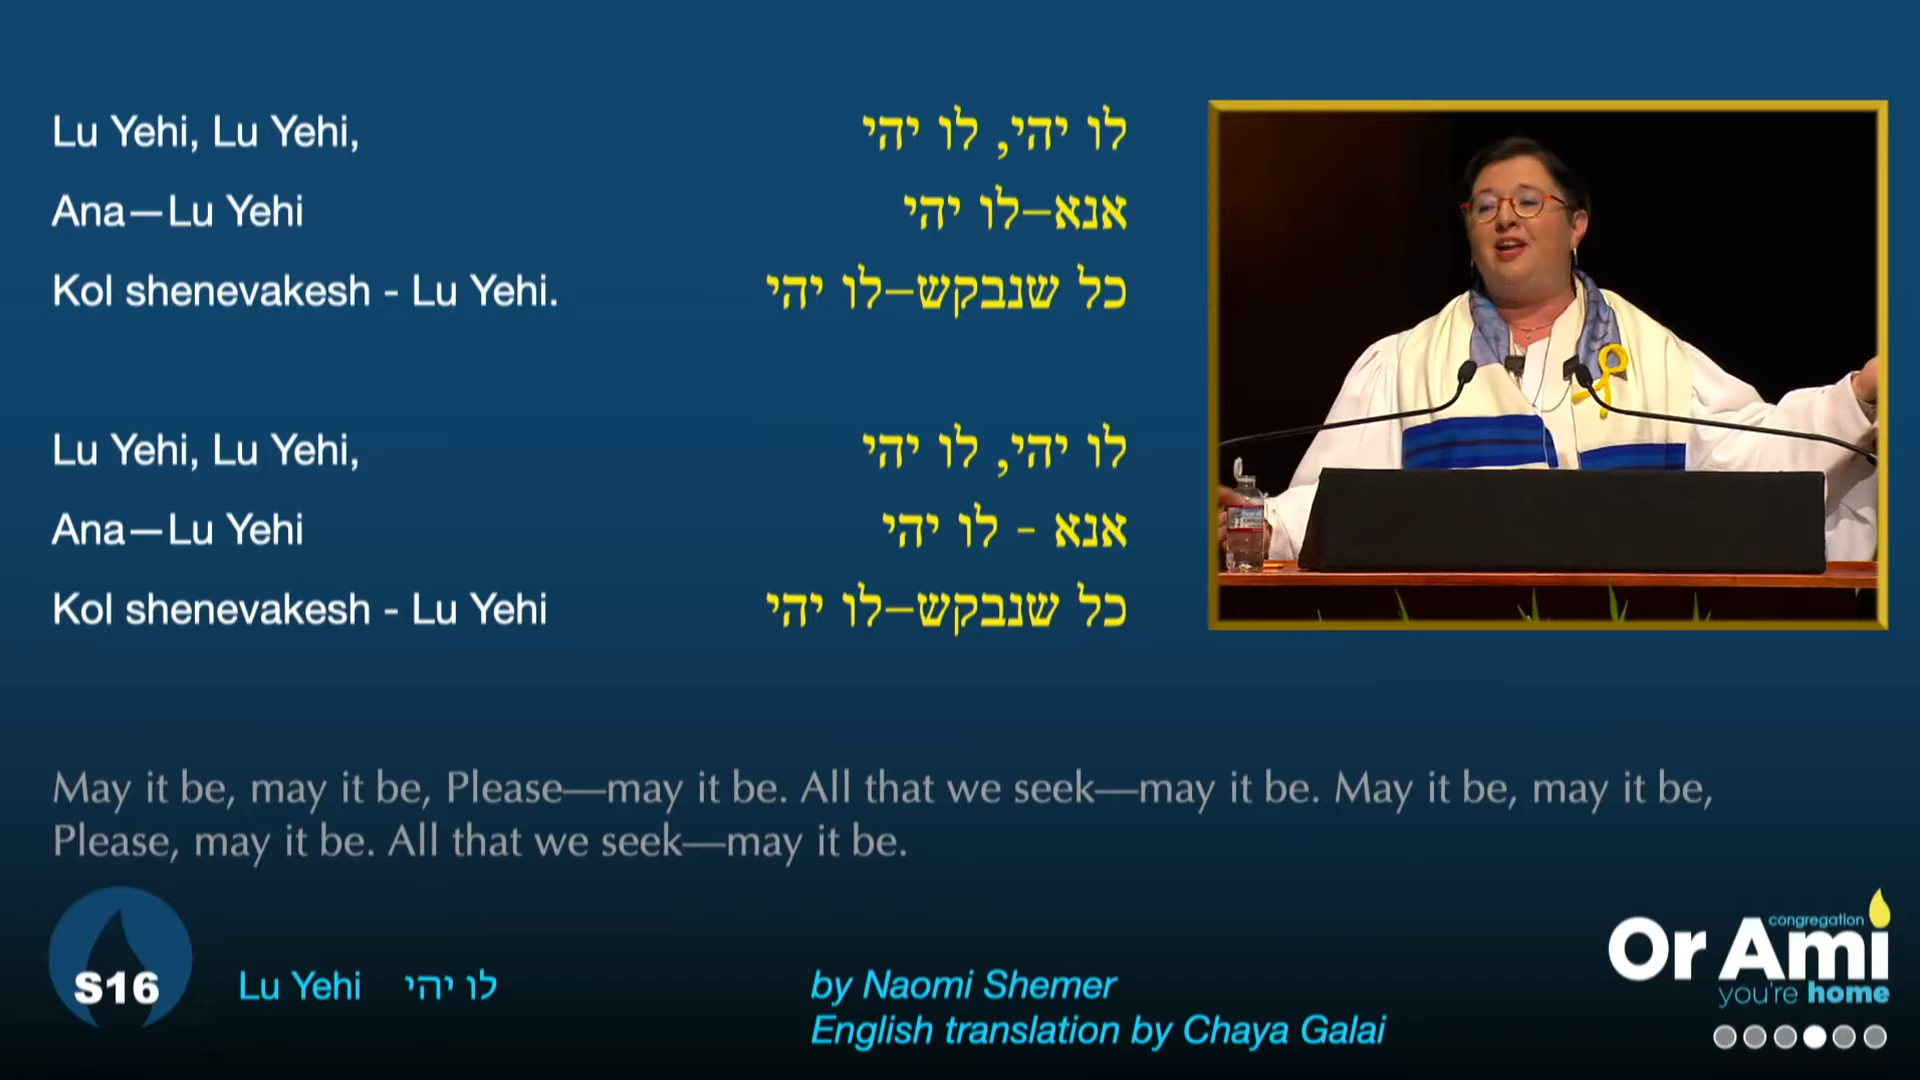 Lu Yehi, Lu Yehi,
לו יהי, לו יהי
Ana—Lu Yehi
אנא–לו יהי
Kol shenevakesh - Lu Yehi.
כל שנבקש–לו יהי
Lu Yehi, Lu Yehi,
לו יהי, לו יהי
Ana—Lu Yehi
אנא - לו יהי
Kol shenevakesh - Lu Yehi
כל שנבקש–לו יהי
May it be, may it be, Please—may it be. All that we seek—may it be. May it be, may it be,
Please, may it be. All that we seek—may it be.
S16
Lu Yehi לו יהי
by Naomi Shemer
English translation by Chaya Galai
congregation
Or Ami
you're home